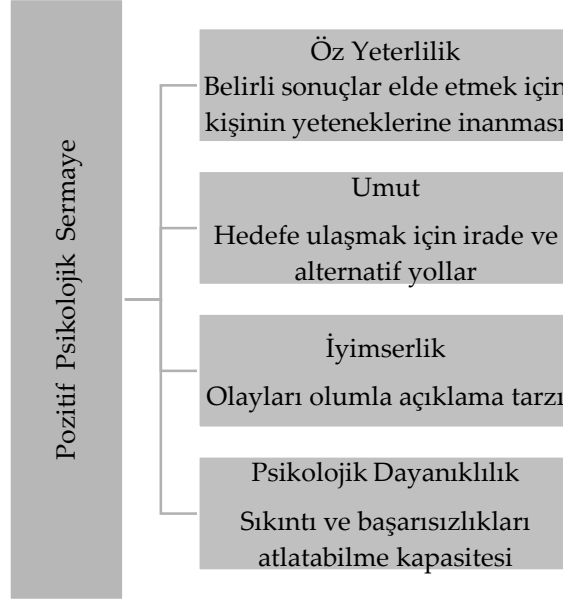 Pozitif Psikolojik Sermaye
Öz Yeterlilik
Belirli sonuçlar elde etmek için
kişinin yeteneklerine inanması
Umut
Hedefe ulaşmak için irade ve
alternatif yollar
İyimserlik
Olayları olumla açıklama tarzı
Psikolojik Dayanıklılık
Sıkıntı ve başarısızlıkları
atlatabilme kapasitesi